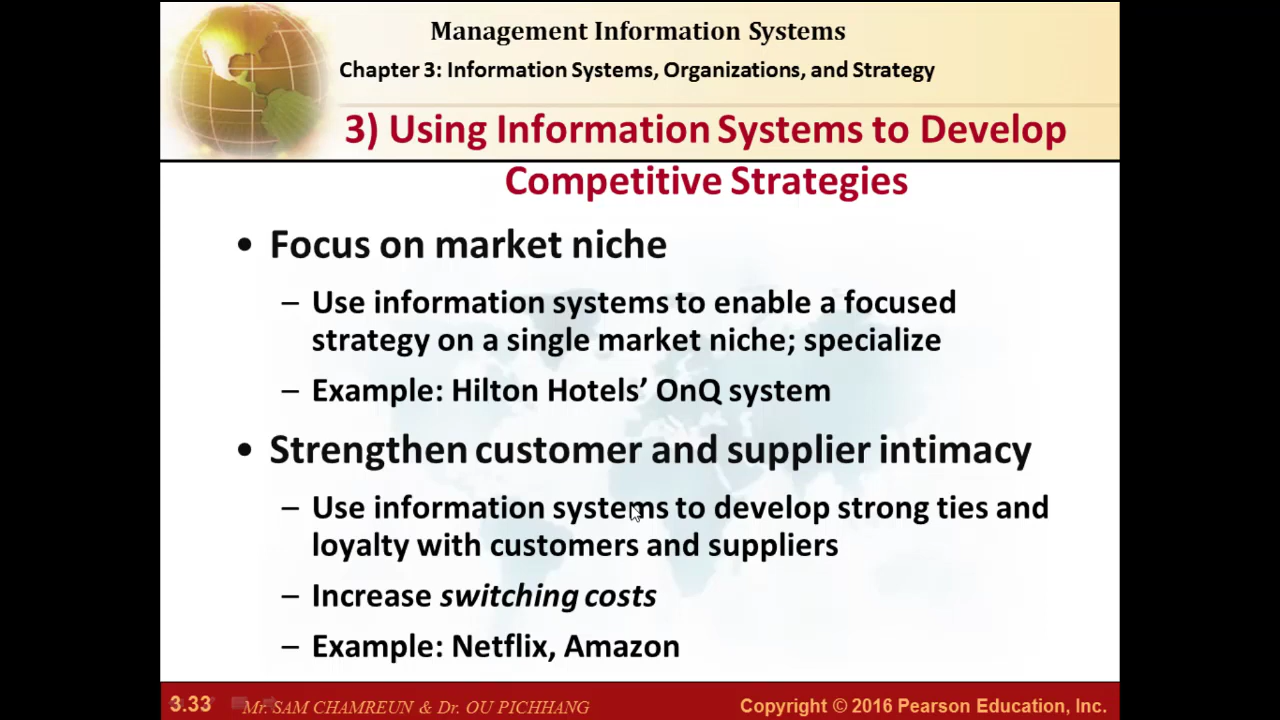 Management Information Systems
Chapter 3: Information Systems, Organizations, and Strategy
3) Using Information Systems to Develop
Competitive Strategies
• Focus on market niche
– Use information systems to enable a focused
strategy on a single market niche; specialize
– Example: Hilton Hotels’ OnQ system
• Strengthen customer and supplier intimacy
– Use information systems to develop strong ties and
loyalty with customers and suppliers
– Increase switching costs
– Example: Netflix, Amazon
3.33 Mr. SAM CHAMREUN & Dr. OU PICHHANG Copyright © 2016 Pearson Education, Inc.